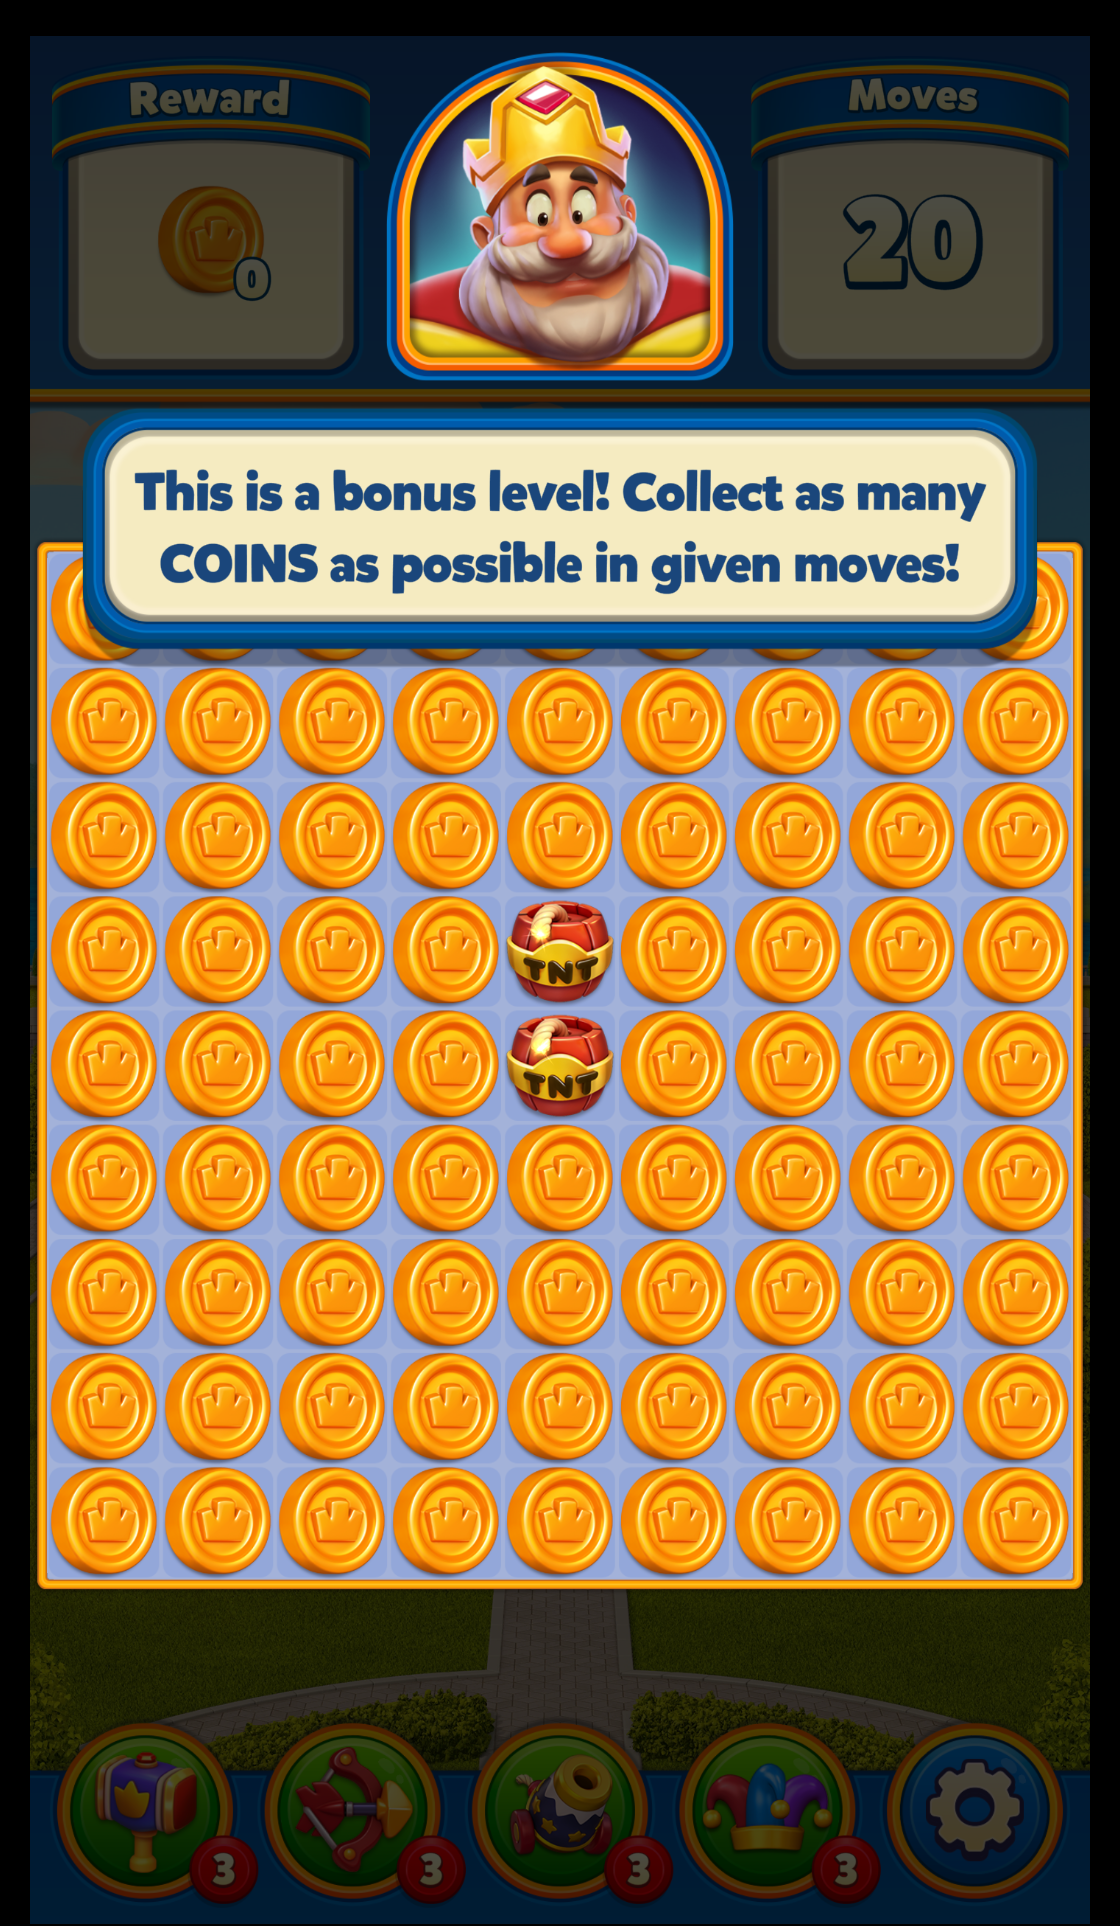 Reward
Moves
0
20
This is a bonus level! Collect as many
COINS as possible in given moves!
TNT
TNT
3
3
3
3